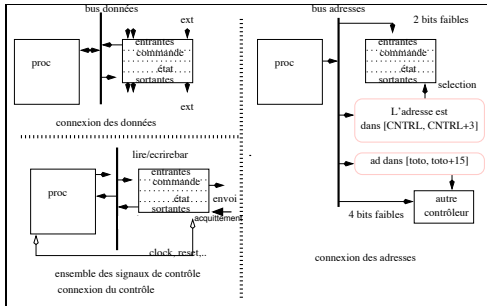 bus données
ext
entrantes
commande
proc
état
sortantes
ext
connexion des données
lire/ecrirebar
entrantes
commande
proc
envoi
état
sortantes
acquittement
clock, reset,..
ensemble des signaux de contrôle
connexion du contrôle
bus adresses
2 bits faibles
entrantes
commande
proc
état
sortantes
selection
L'adresse est
dans [CNTRL, CNTRL+3]
ad dans [toto, toto+15]
autre
contrôleur
4 bits faibles
connexion des adresses